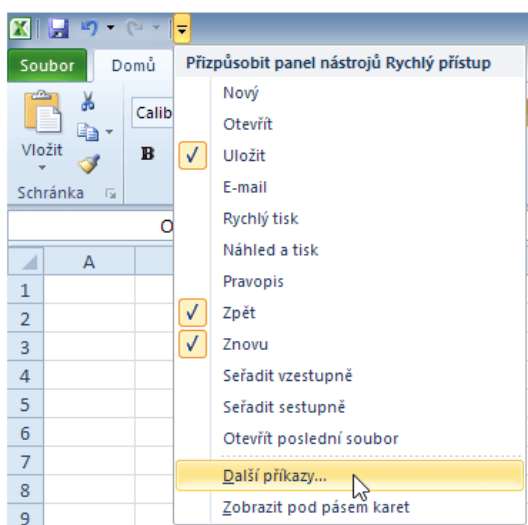 Soubor
Domů
Přizpůsobit panel nástrojů Rychlý přístup
Nový
Otevřít
Uložit
E-mail
Rychlý tisk
Náhled a tisk
Pravopis
Zpět
Znovu
Seřadit vzestupně
Seřadit sestupně
Otevřít poslední soubor
Další příkazy...
Zobrazit pod pásem karet
Calib
B
Vložit
Schránka
A
1
2
3
4
5
6
7
8
9